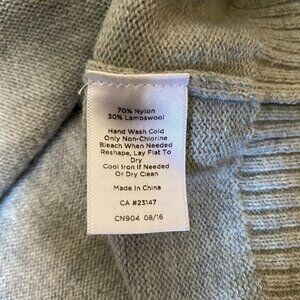 70% Nylon
30% Lambswool
Hand Wash Cold
Only Non-Chlorine
Bleach When Needed
Reshape, Lay Flat To
Dry
Cool Iron If Needed
Or Dry Clean
Made In China
CA #23147
CN904 08/16